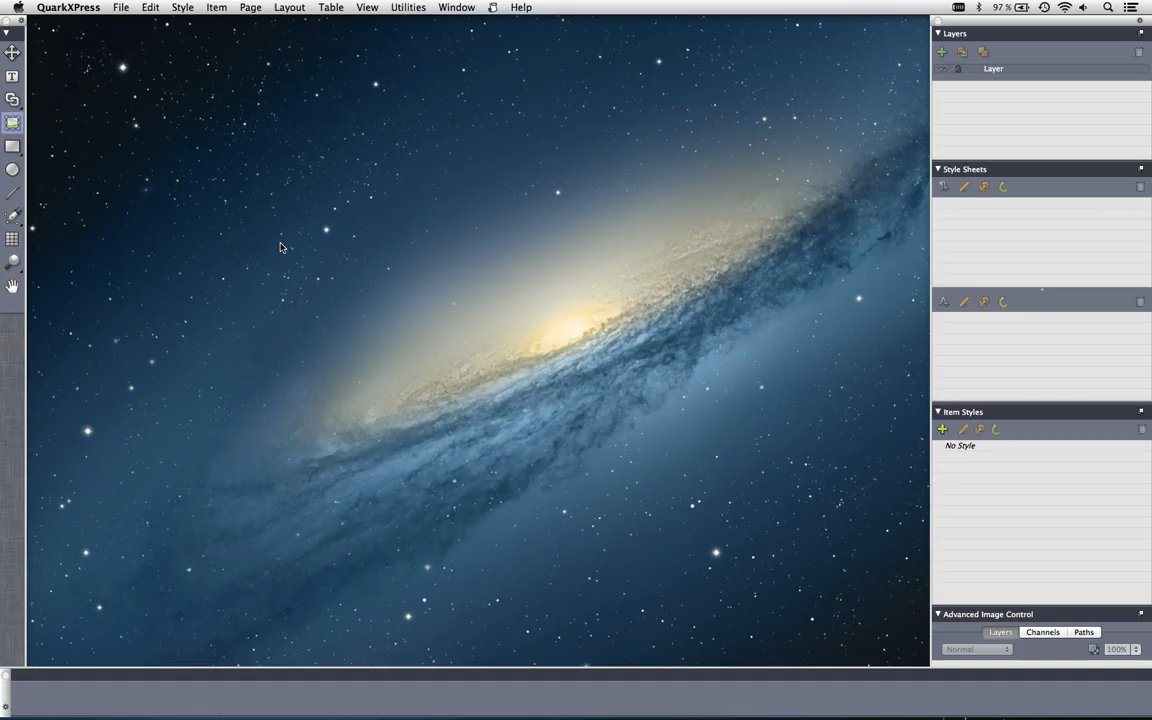 QuarkXPress File Edit Style Item Page Layout Table View Utilities Window Help 97%
Layers
Layer
Style Sheets
Item Styles
No Style
Advanced Image Control
Layers Channels Paths
Normal 100%